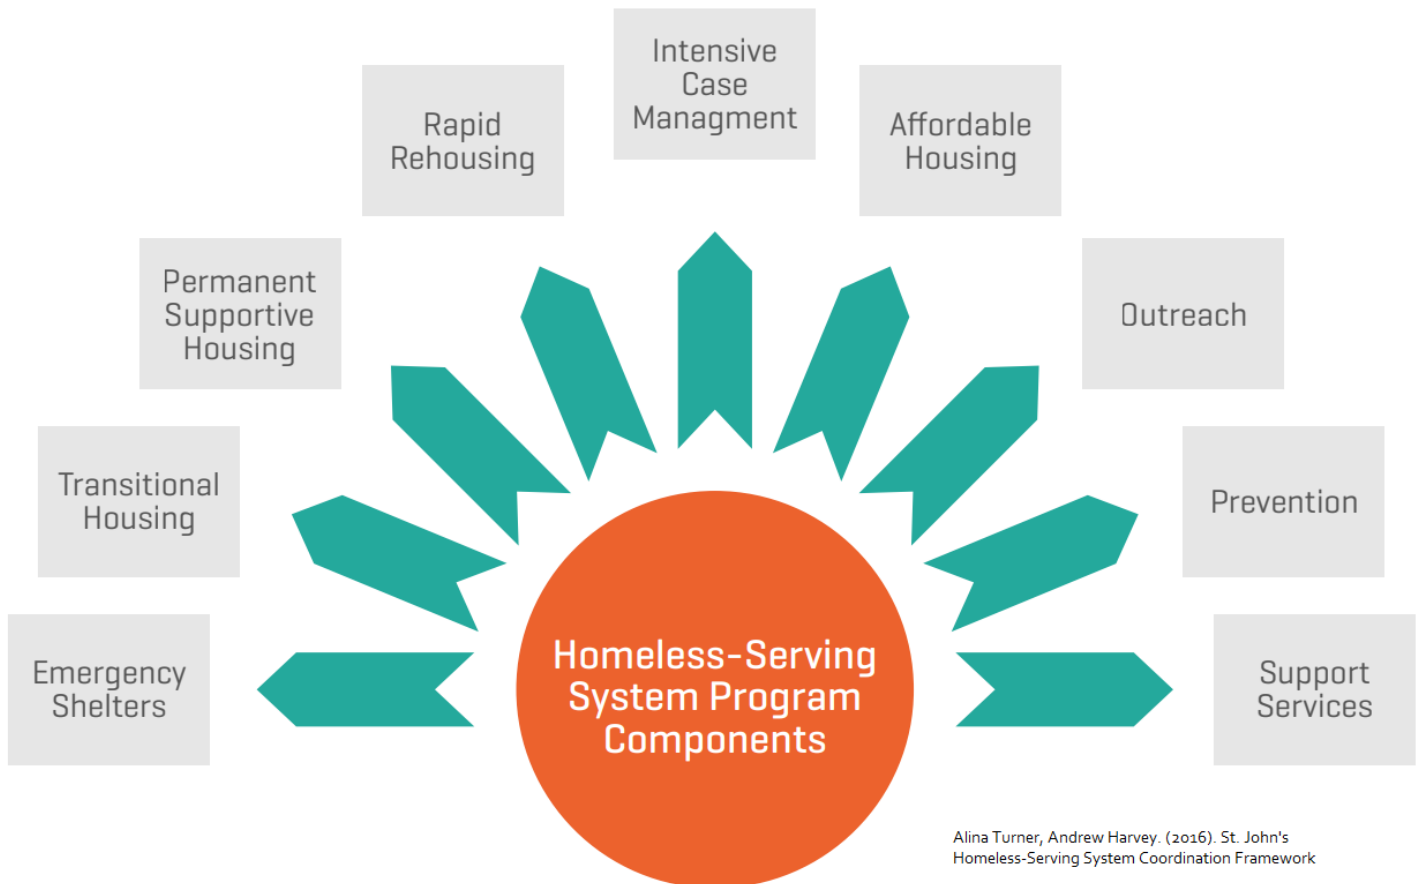 Intensive
Case
Managment
Rapid
Rehousing
Affordable
Housing
Permanent
Supportive
Housing
Outreach
Transitional
Housing
Prevention
Emergency
Shelters
Homeless-Serving
System Program
Components
Support
Services
Alina Turner, Andrew Harvey. (2016). St. John's
Homeless-Serving System Coordination Framework